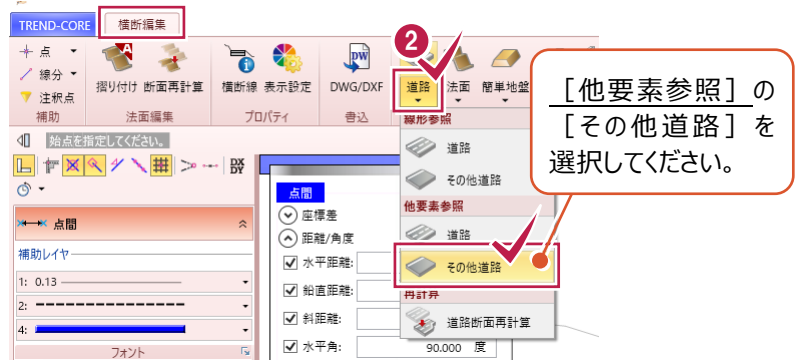 TREND-CORE 横断編集
点
線分
注釈点
補助
摺り付け 断面再計算
法面編集
横断線 表示設定
プロパティ
DWG/DXF
書込
2
道路 法面 簡単地盤
始点を指定してください。
点間
補助レイヤ
1: 0.13
2:
4:
フォント
点間
座標差
距離/角度
水平距離:
鉛直距離:
斜距離:
水平角: 90.000 度
線形参照
道路
その他道路
他要素参照
道路
その他道路
再計算
道路断面再計算
［他要素参照］の
［その他道路］を
選択してください。